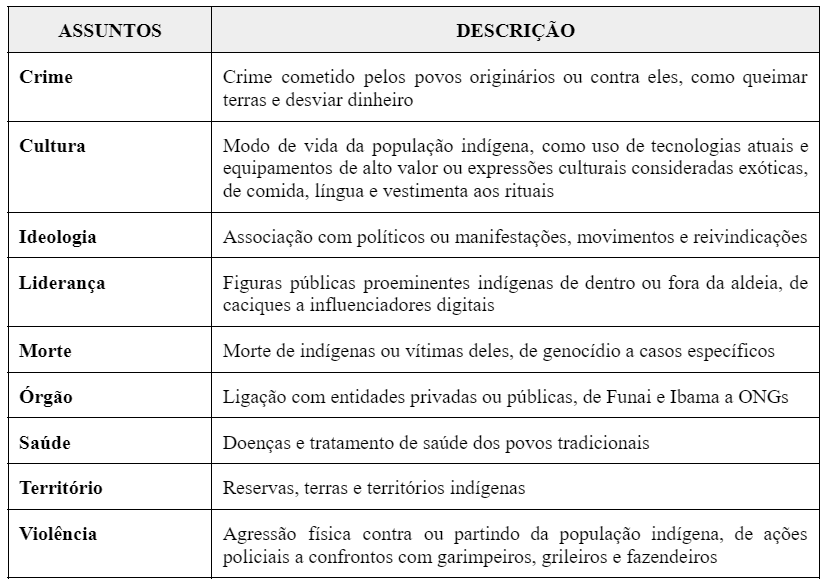 ASSUNTOS DESCRIÇÃO
Crime Crime cometido pelos povos originários ou contra eles, como queimar
terras e desviar dinheiro
Cultura Modo de vida da população indígena, como uso de tecnologias atuais e
equipamentos de alto valor ou expressões culturais consideradas exóticas,
de comida, língua e vestimenta aos rituais
Ideologia Associação com políticos ou manifestações, movimentos e reivindicações
Liderança Figuras públicas proeminentes indígenas de dentro ou fora da aldeia, de
caciques a influenciadores digitais
Morte Morte de indígenas ou vítimas deles, de genocídio a casos específicos
Órgão Ligação com entidades privadas ou públicas, de Funai e Ibama a ONGs
Saúde Doenças e tratamento de saúde dos povos tradicionais
Território Reservas, terras e territórios indígenas
Violência Agressão física contra ou partindo da população indígena, de ações
policiais a confrontos com garimpeiros, grileiros e fazendeiros